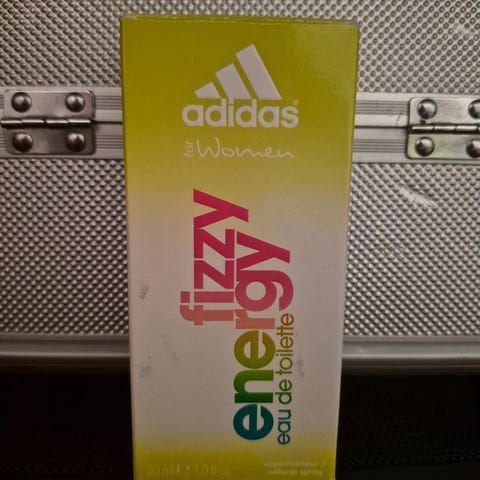 adidas®
for Women
fizzy
energy
eau de toilette
30 ml e 1.0 fl oz
vaporisateur /
natural spray